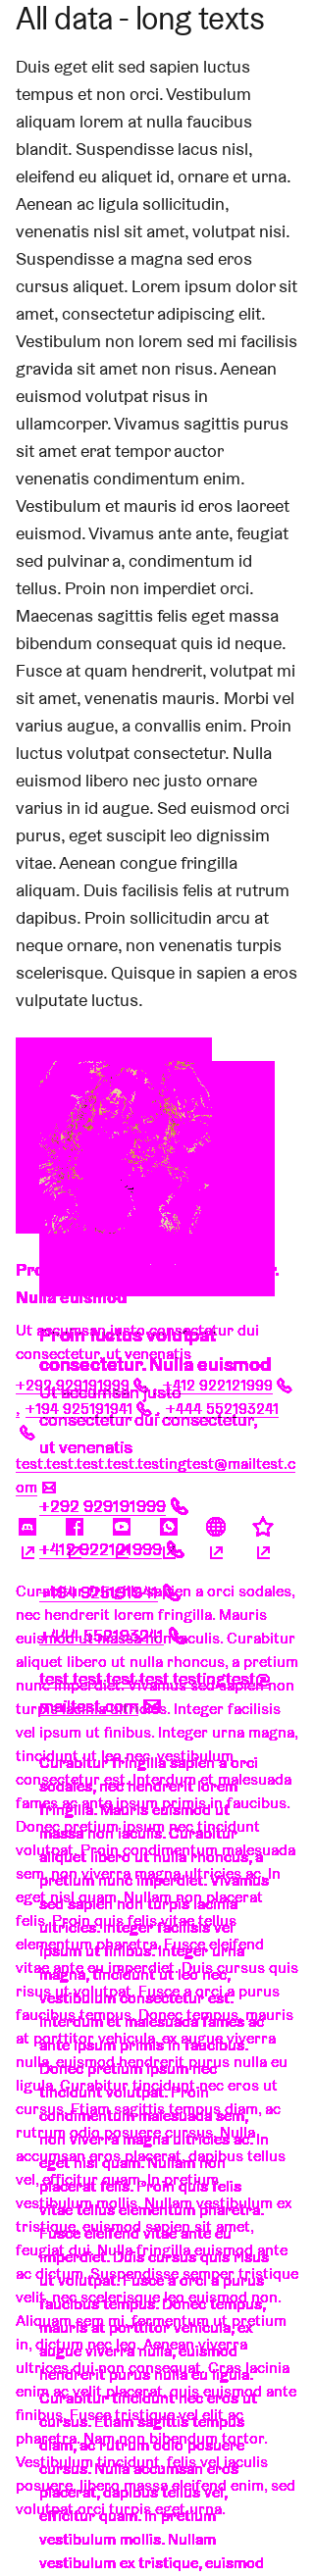 All data - long texts
Duis eget elit sed sapien luctus
tempus et non orci. Vestibulum
aliquam lorem at nulla faucibus
blandit. Suspendisse lacus nisl,
eleifend eu aliquet id, ornare et urna.
Aenean ac ligula sollicitudin,
venenatis nisl sit amet, volutpat nisi.
Suspendisse a magna sed eros
cursus aliquet. Lorem ipsum dolor sit
amet, consectetur adipiscing elit.
Vestibulum non lorem sed mi facilisis
gravida sit amet non risus. Aenean
euismod volutpat risus in
ullamcorper. Vivamus sagittis purus
sit amet erat tempor auctor
venenatis condimentum enim.
Vestibulum et mauris id eros laoreet
euismod. Vivamus ante ante, feugiat
sed pulvinar a, condimentum id
tellus. Proin non imperdiet orci.
Maecenas sagittis felis eget massa
bibendum consequat quis id neque.
Fusce at quam hendrerit, volutpat mi
sit amet, venenatis mauris. Morbi vel
varius augue, a convallis enim. Proin
luctus volutpat consectetur. Nulla
euismod libero nec justo ornare
varius in id augue. Sed euismod orci
purus, eget suscipit leo dignissim
vitae. Aenean congue fringilla
aliquam. Duis facilisis felis at rutrum
dapibus. Proin sollicitudin arcu at
neque ornare, non venenatis turpis
scelerisque. Quisque in sapien a eros
vulputate luctus.
Nulla euismod
Ut accumsan justo consectetur dui
Proin luctus volutpat
consectetur, ut venenatis
consectetur. Nulla euismod
+292 929191999 , +412 922121999
Ut accumsan justo
, +194 925191941 , +444 552193241
consectetur dui consectetur,
ut venenatis
test.test.test.test.testingtest@mailtest.c
om
+292 929191999
+412 922121999
Curabitur fringilla sapien a orci sodales,
+194 925191941
nec hendrerit lorem fringilla. Mauris
+444 552193241
euismod ut massa non iaculis. Curabitur
aliquet libero ut nulla rhoncus, a pretium
test.test.test.test.testingtest@
nunc imperdiet. Vivamus sed sapien non
mailtest.com
turpis lacinia ultricies. Integer facilisis
vel ipsum ut finibus. Integer urna magna,
tincidunt ut leo nec, vestibulum
Curabitur fringilla sapien a orci
consectetur est. Interdum et malesuada
sodales, nec hendrerit lorem
fames ac ante ipsum primis in faucibus.
fringilla. Mauris euismod ut
Donec pretium ipsum nec tincidunt
massa non iaculis. Curabitur
volutpat. Proin condimentum malesuada
aliquet libero ut nulla rhoncus, a
sem, non viverra magna ultricies ac. In
pretium nunc imperdiet. Vivamus
eget nisl quam. Nullam non placerat
sed sapien non turpis lacinia
felis. Proin quis felis vitae tellus
ultricies. Integer facilisis vel
elementum pharetra. Fusce eleifend
ipsum ut finibus. Integer urna
vitae ante eu imperdiet. Duis cursus quis
magna, tincidunt ut leo nec,
risus ut volutpat. Fusce a orci a purus
vestibulum consectetur est.
faucibus tempus. Donec tempus, mauris
Interdum et malesuada fames ac
at porttitor vehicula, ex augue viverra
ante ipsum primis in faucibus.
nulla, euismod hendrerit purus nulla eu
Donec pretium ipsum nec
ligula. Curabitur tincidunt nec eros ut
tincidunt volutpat. Proin
cursus. Etiam sagittis tempus diam, ac
condimentum malesuada sem,
rutrum odio posuere cursus. Nulla
non viverra magna ultricies ac. In
accumsan eros placerat, dapibus tellus
eget nisl quam. Nullam non
vel, efficitur quam. In pretium
placerat felis. Proin quis felis
vestibulum mollis. Nullam vestibulum ex
vitae tellus elementum pharetra.
tristique, euismod sapien sit amet,
Fusce eleifend vitae ante eu
feugiat dui. Nulla fringilla euismod ante
imperdiet. Duis cursus quis risus
ac dictum. Suspendisse semper tristique
ut volutpat. Fusce a orci a purus
velit, nec scelerisque leo euismod non.
faucibus tempus. Donec tempus,
Aliquam sem mi, fermentum ut pretium
mauris at porttitor vehicula, ex
in, dictum nec leo. Aenean viverra
augue viverra nulla, euismod
ultrices dui non consequat. Cras lacinia
hendrerit purus nulla eu ligula.
enim ac velit placerat, quis euismod ante
Curabitur tincidunt nec eros ut
finibus. Fusce tristique vel elit ac
cursus. Etiam sagittis tempus
pharetra. Nam non bibendum tortor.
diam, ac rutrum odio posuere
Vestibulum tincidunt, felis vel iaculis
cursus. Nulla accumsan eros
posuere, libero massa eleifend enim, sed
placerat, dapibus tellus vel,
volutpat orci turpis eget urna.
efficitur quam. In pretium
vestibulum mollis. Nullam
vestibulum ex tristique, euismod